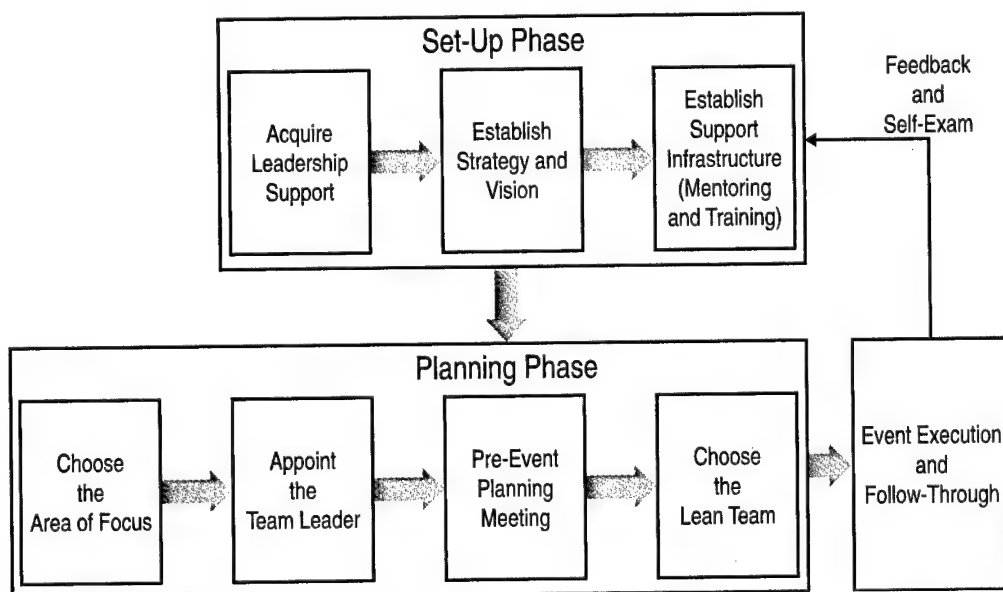 Set-Up Phase
Acquire
Leadership
Support
Establish
Strategy and
Vision
Establish
Support
Infrastructure
(Mentoring
and Training)
Feedback
and
Self-Exam
Planning Phase
Choose
the
Area of Focus
Appoint
the
Team Leader
Pre-Event
Planning
Meeting
Choose
the
Lean Team
Event Execution
and
Follow-Through